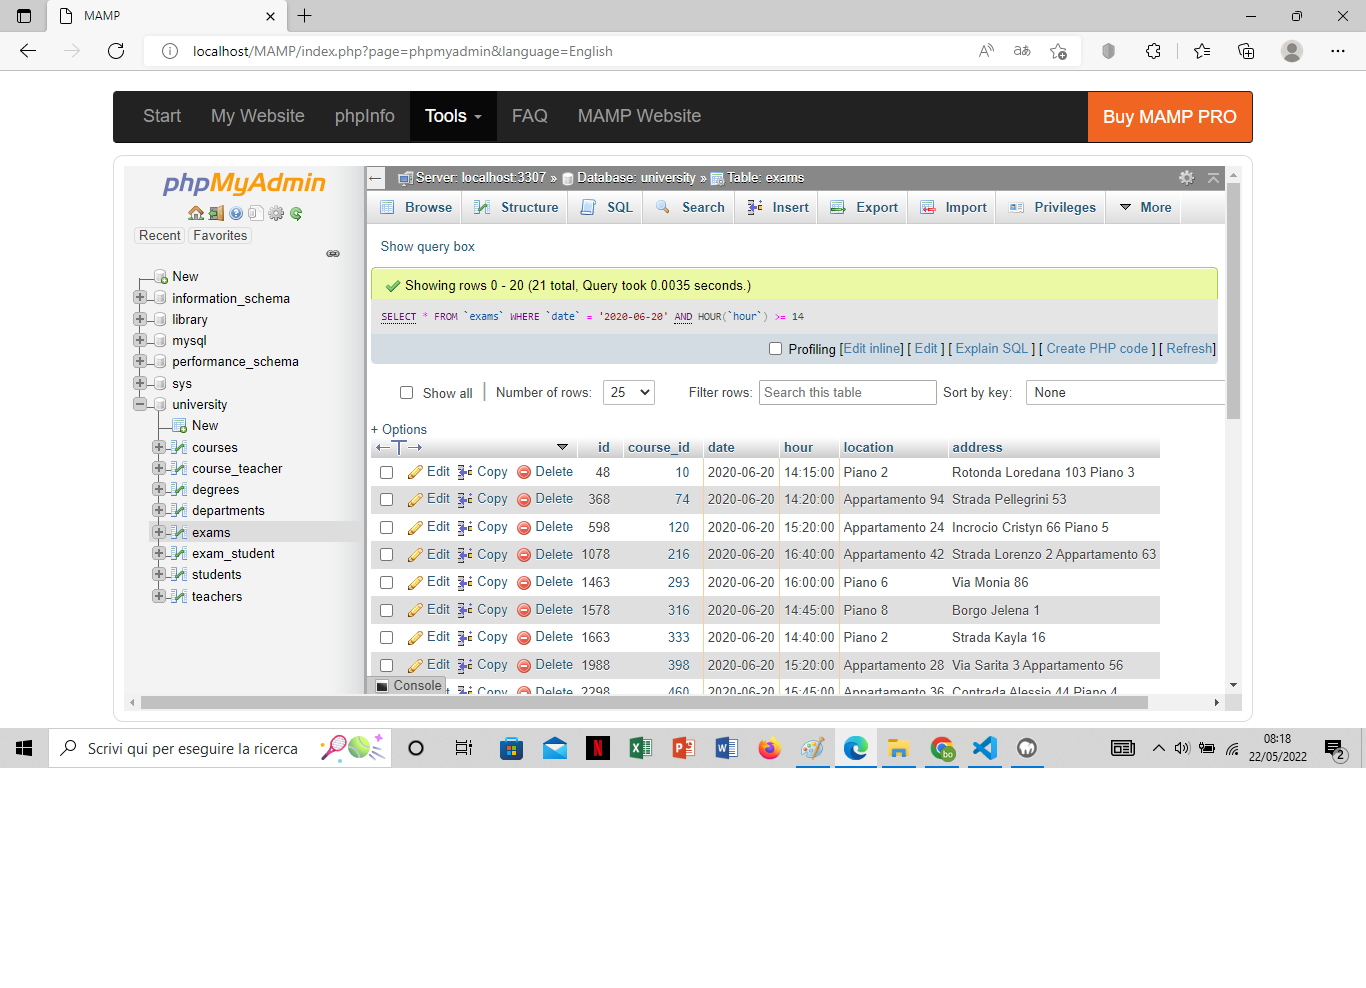 MAMP
localhost/MAMP/index.php?page=phpmyadmin&language=English
Start My Website phpInfo Tools FAQ MAMP Website Buy MAMP PRO
phpMyAdmin
Recent Favorites
New
information_schema
library
mysql
performance_schema
sys
university
New
courses
course_teacher
degrees
departments
exams
exam_student
students
teachers
Server: localhost:3307 » Database: university » Table: exams
Browse Structure SQL Search Insert Export Import Privileges More
Show query box
Showing rows 0 - 20 (21 total, Query took 0.0035 seconds.)
SELECT * FROM `exams` WHERE `date` = '2020-06-20' AND HOUR(`hour`) >= 14
Profiling [Edit inline] [ Edit ] [ Explain SQL ] [ Create PHP code ] [ Refresh]
Show all Number of rows: 25 Filter rows: Search this table Sort by key: None
+ Options
id course_id date hour location address
Edit Copy Delete 48 10 2020-06-20 14:15:00 Piano 2 Rotonda Loredana 103 Piano 3
Edit Copy Delete 368 74 2020-06-20 14:20:00 Appartamento 94 Strada Pellegrini 53
Edit Copy Delete 598 120 2020-06-20 15:20:00 Appartamento 24 Incrocio Cristyn 66 Piano 5
Edit Copy Delete 1078 216 2020-06-20 16:40:00 Appartamento 42 Strada Lorenzo 2 Appartamento 63
Edit Copy Delete 1463 293 2020-06-20 16:00:00 Piano 6 Via Monia 86
Edit Copy Delete 1578 316 2020-06-20 14:45:00 Piano 8 Borgo Jelena 1
Edit Copy Delete 1663 333 2020-06-20 14:40:00 Piano 2 Strada Kayla 16
Edit Copy Delete 1988 398 2020-06-20 15:20:00 Appartamento 28 Via Sarita 3 Appartamento 56
Copy Delete 2298 460 2020-06-20 15:45:00 Appartamento 36 Contrada Alessio 44 Piano 4
Console
Scrivi qui per eseguire la ricerca
08:18
22/05/2022
2